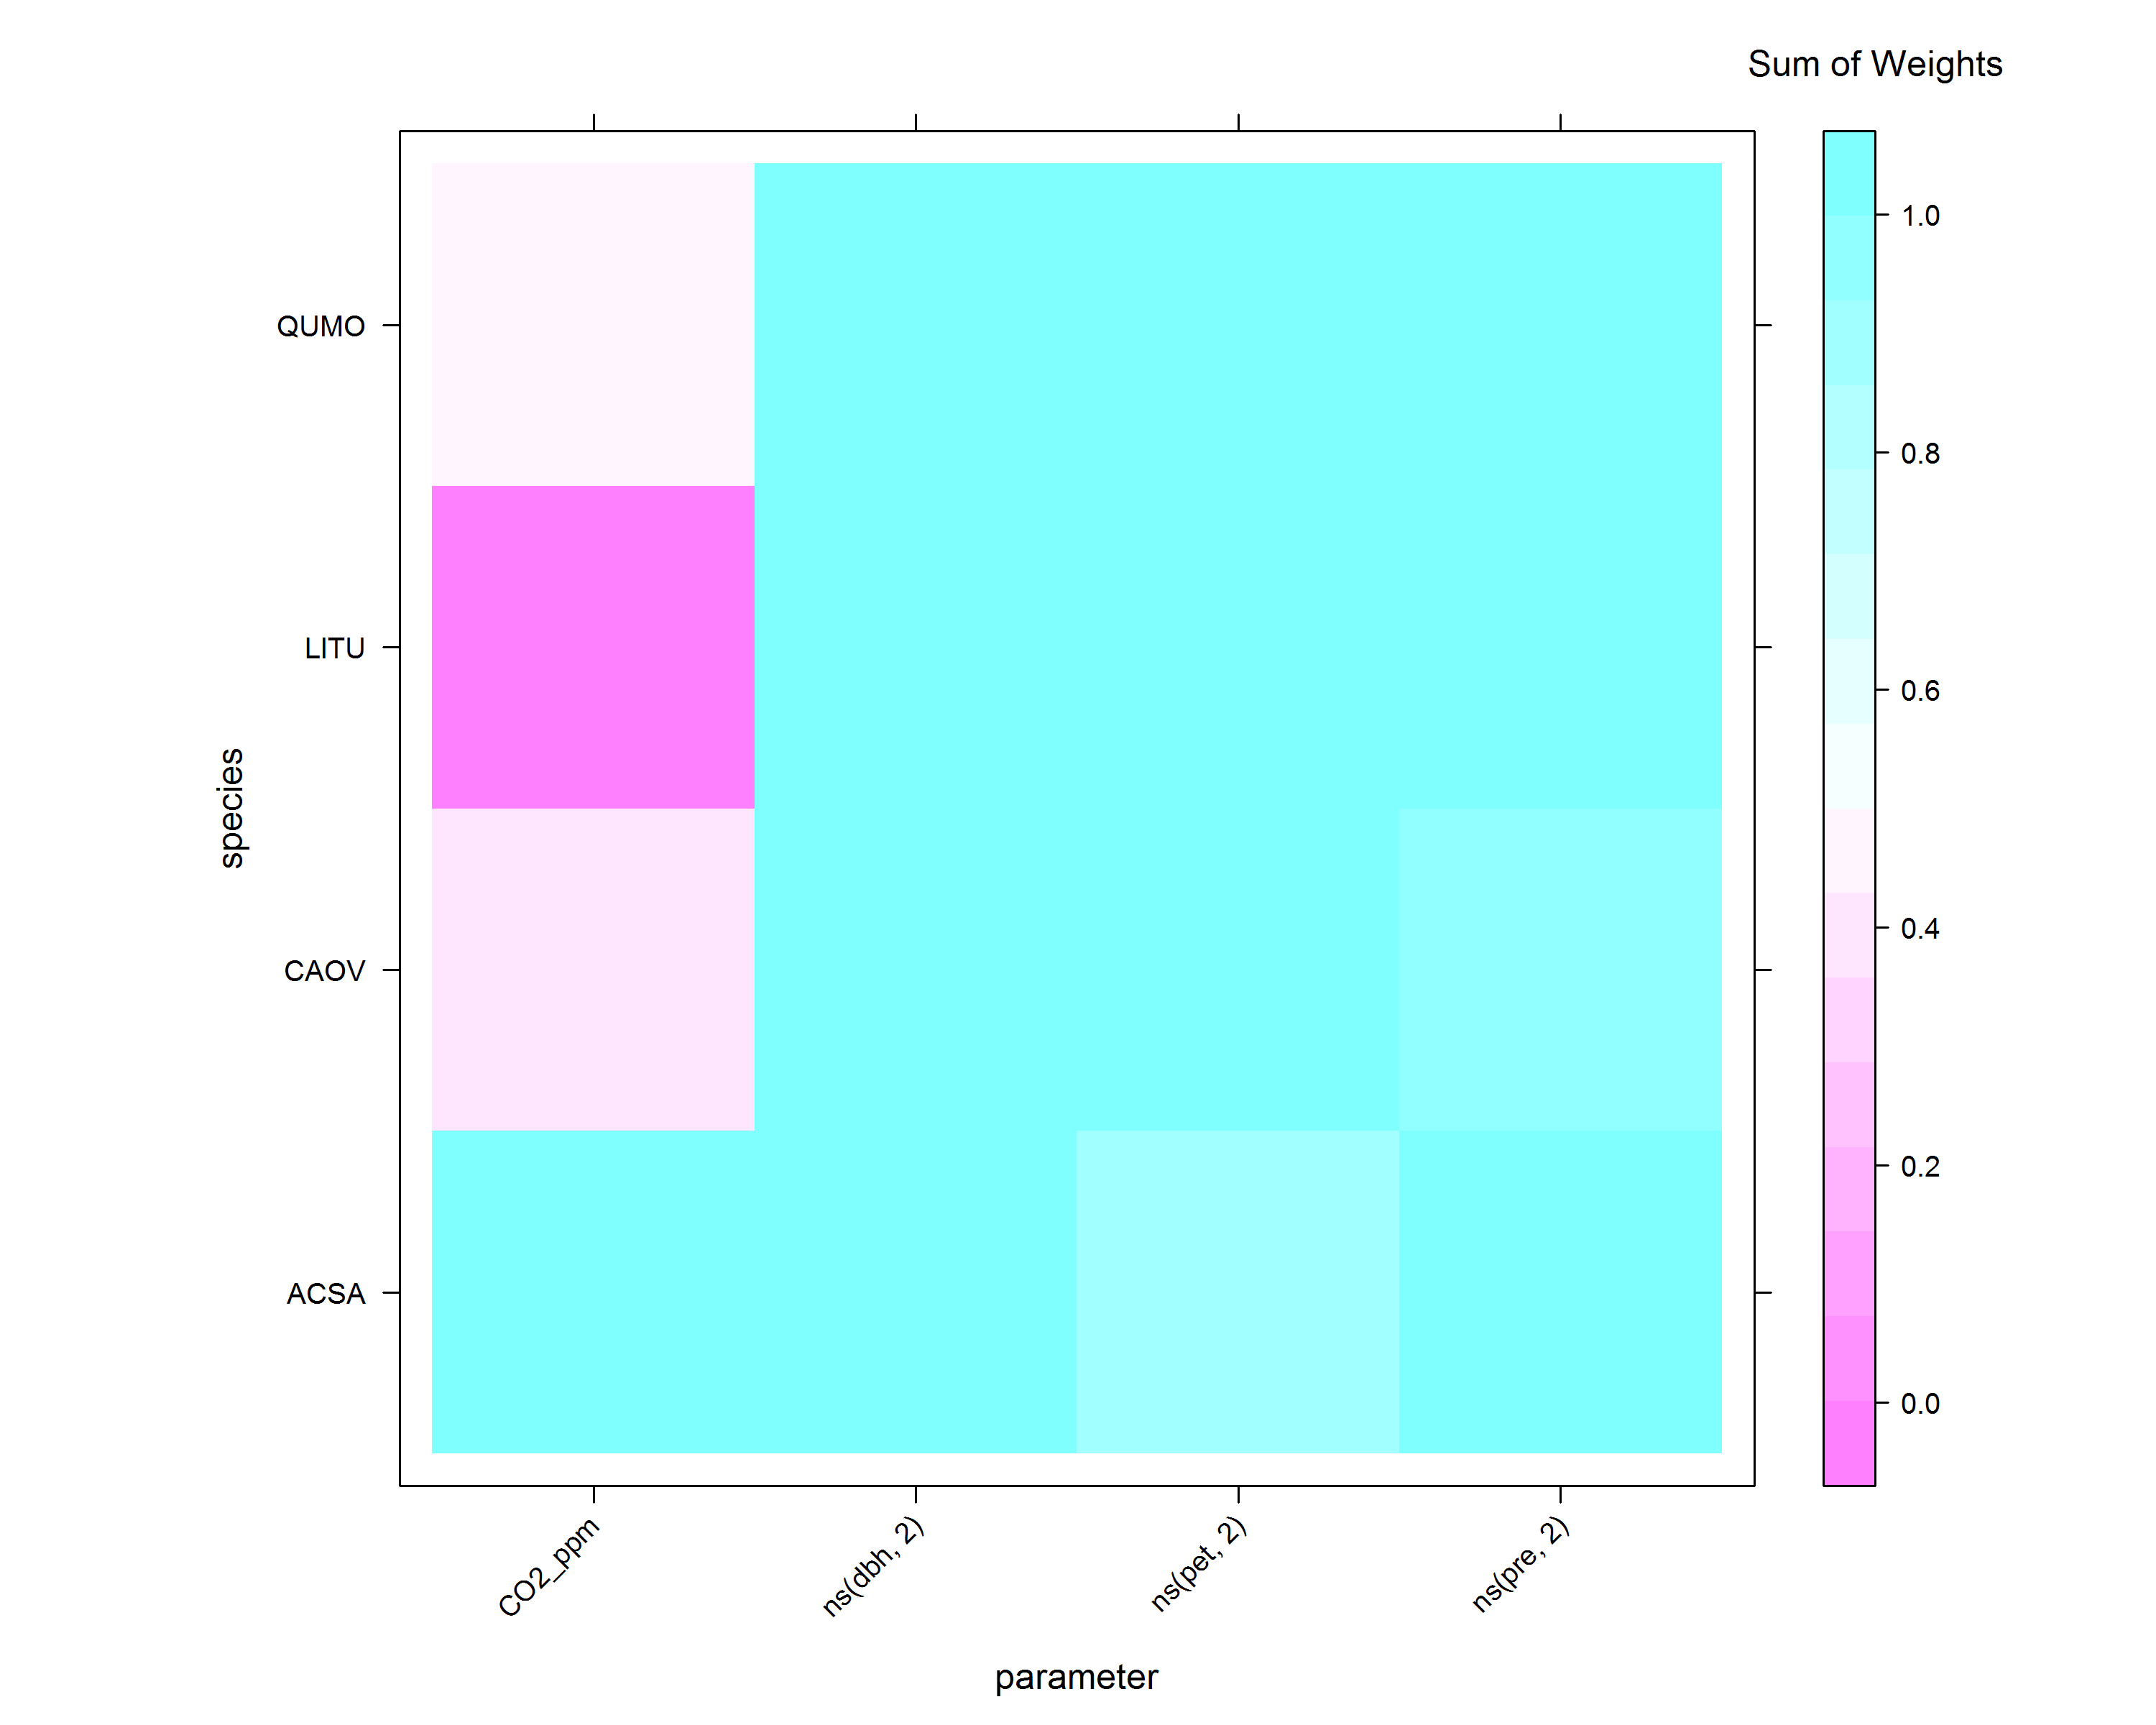 Sum of Weights
1.0
QUMO
0.8
LITU
0.6
species
0.4
CAOV
0.2
ACSA
0.0
CO2_ppm
ns(dbh, 2)
ns(pet, 2)
ns(pre, 2)
parameter